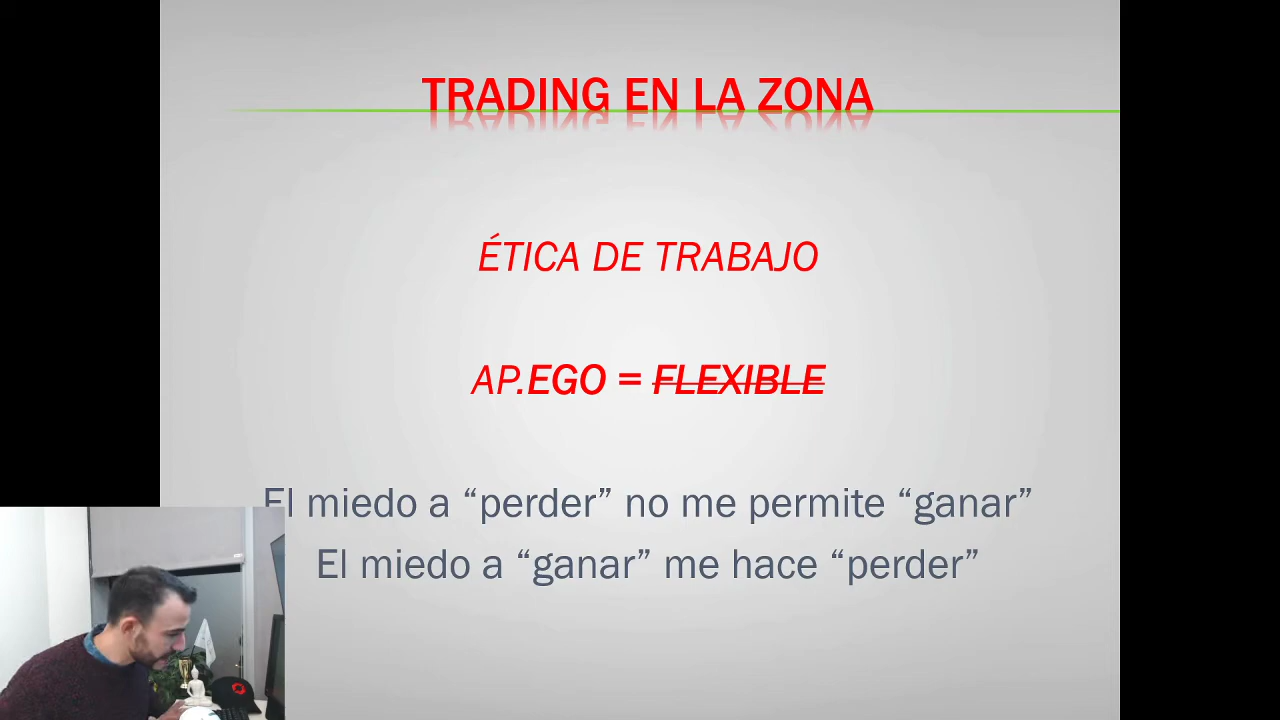 TRADING EN LA ZONA
ÉTICA DE TRABAJO
AP.EGO = FLEXIBLE
El miedo a “perder” no me permite “ganar”
El miedo a “ganar” me hace “perder”